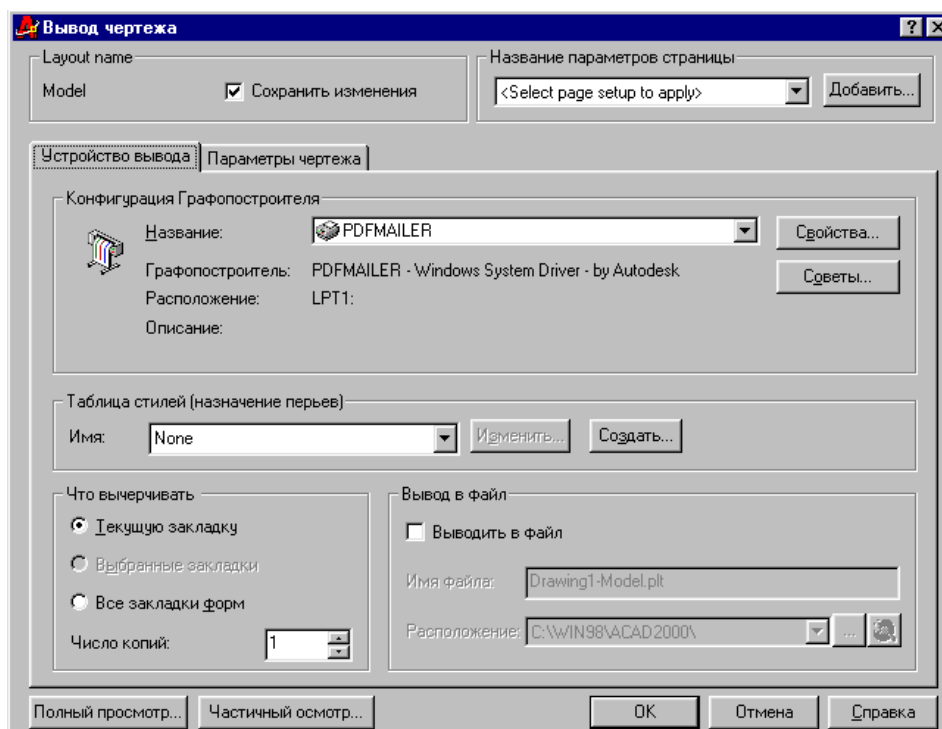 Вывод чертежа
Layout name
Название параметров страницы
Model
Сохранить изменения
<Select page setup to apply>
Добавить...
Устройство вывода
Параметры чертежа
Конфигурация Графопостроителя
Название:
PDFMAILER
Свойства...
Графопостроитель:
PDFMAILER - Windows System Driver - by Autodesk
Советы...
Расположение:
LPT1:
Описание:
Таблица стилей (назначение перьев)
Имя:
None
Изменить...
Создать...
Что вычерчивать
Текущую закладку
Выбранные закладки
Все закладки форм
Число копий:
1
Вывод в файл
Выводить в файл
Имя файла:
Drawing1-Model.plt
Расположение:
C:\WIN98\ACAD2000\
...
Полный просмотр...
Частичный осмотр...
OK
Отмена
Справка